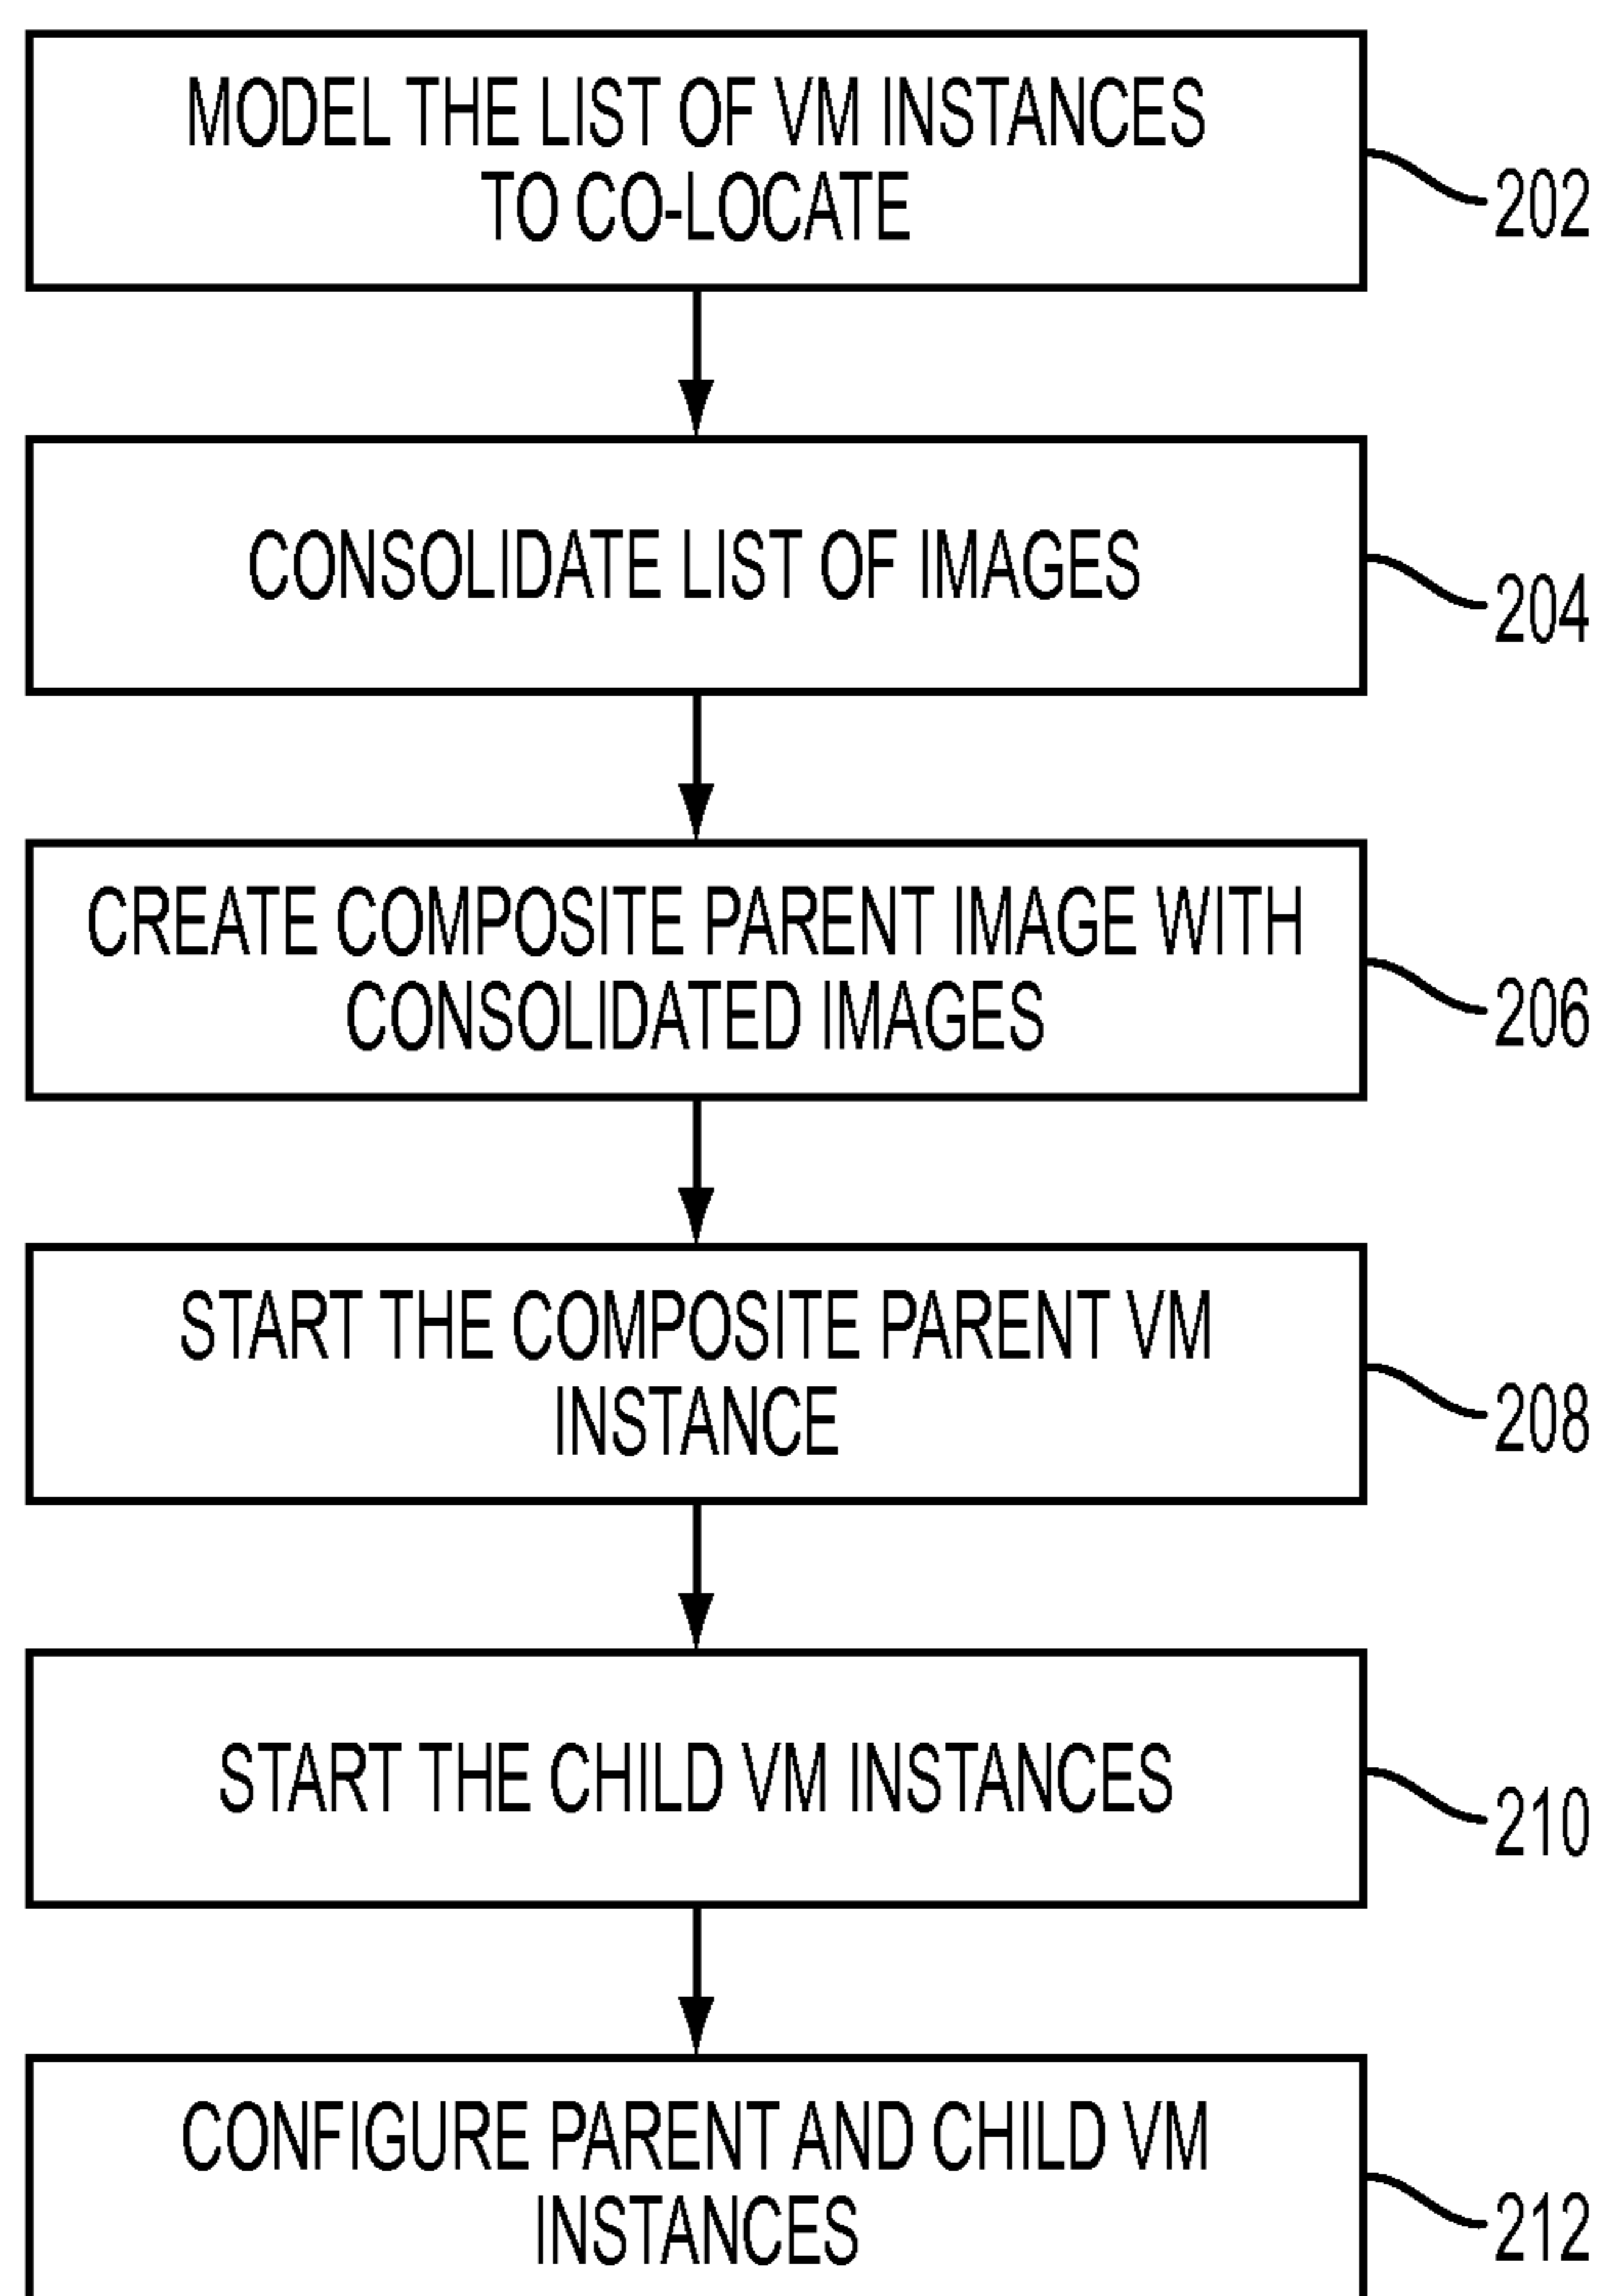 MODEL THE LIST OF VM INSTANCES
TO CO-LOCATE
202
CONSOLIDATE LIST OF IMAGES
204
CREATE COMPOSITE PARENT IMAGE WITH
CONSOLIDATED IMAGES
206
START THE COMPOSITE PARENT VM
INSTANCE
208
START THE CHILD VM INSTANCES
210
CONFIGURE PARENT AND CHILD VM
INSTANCES
212